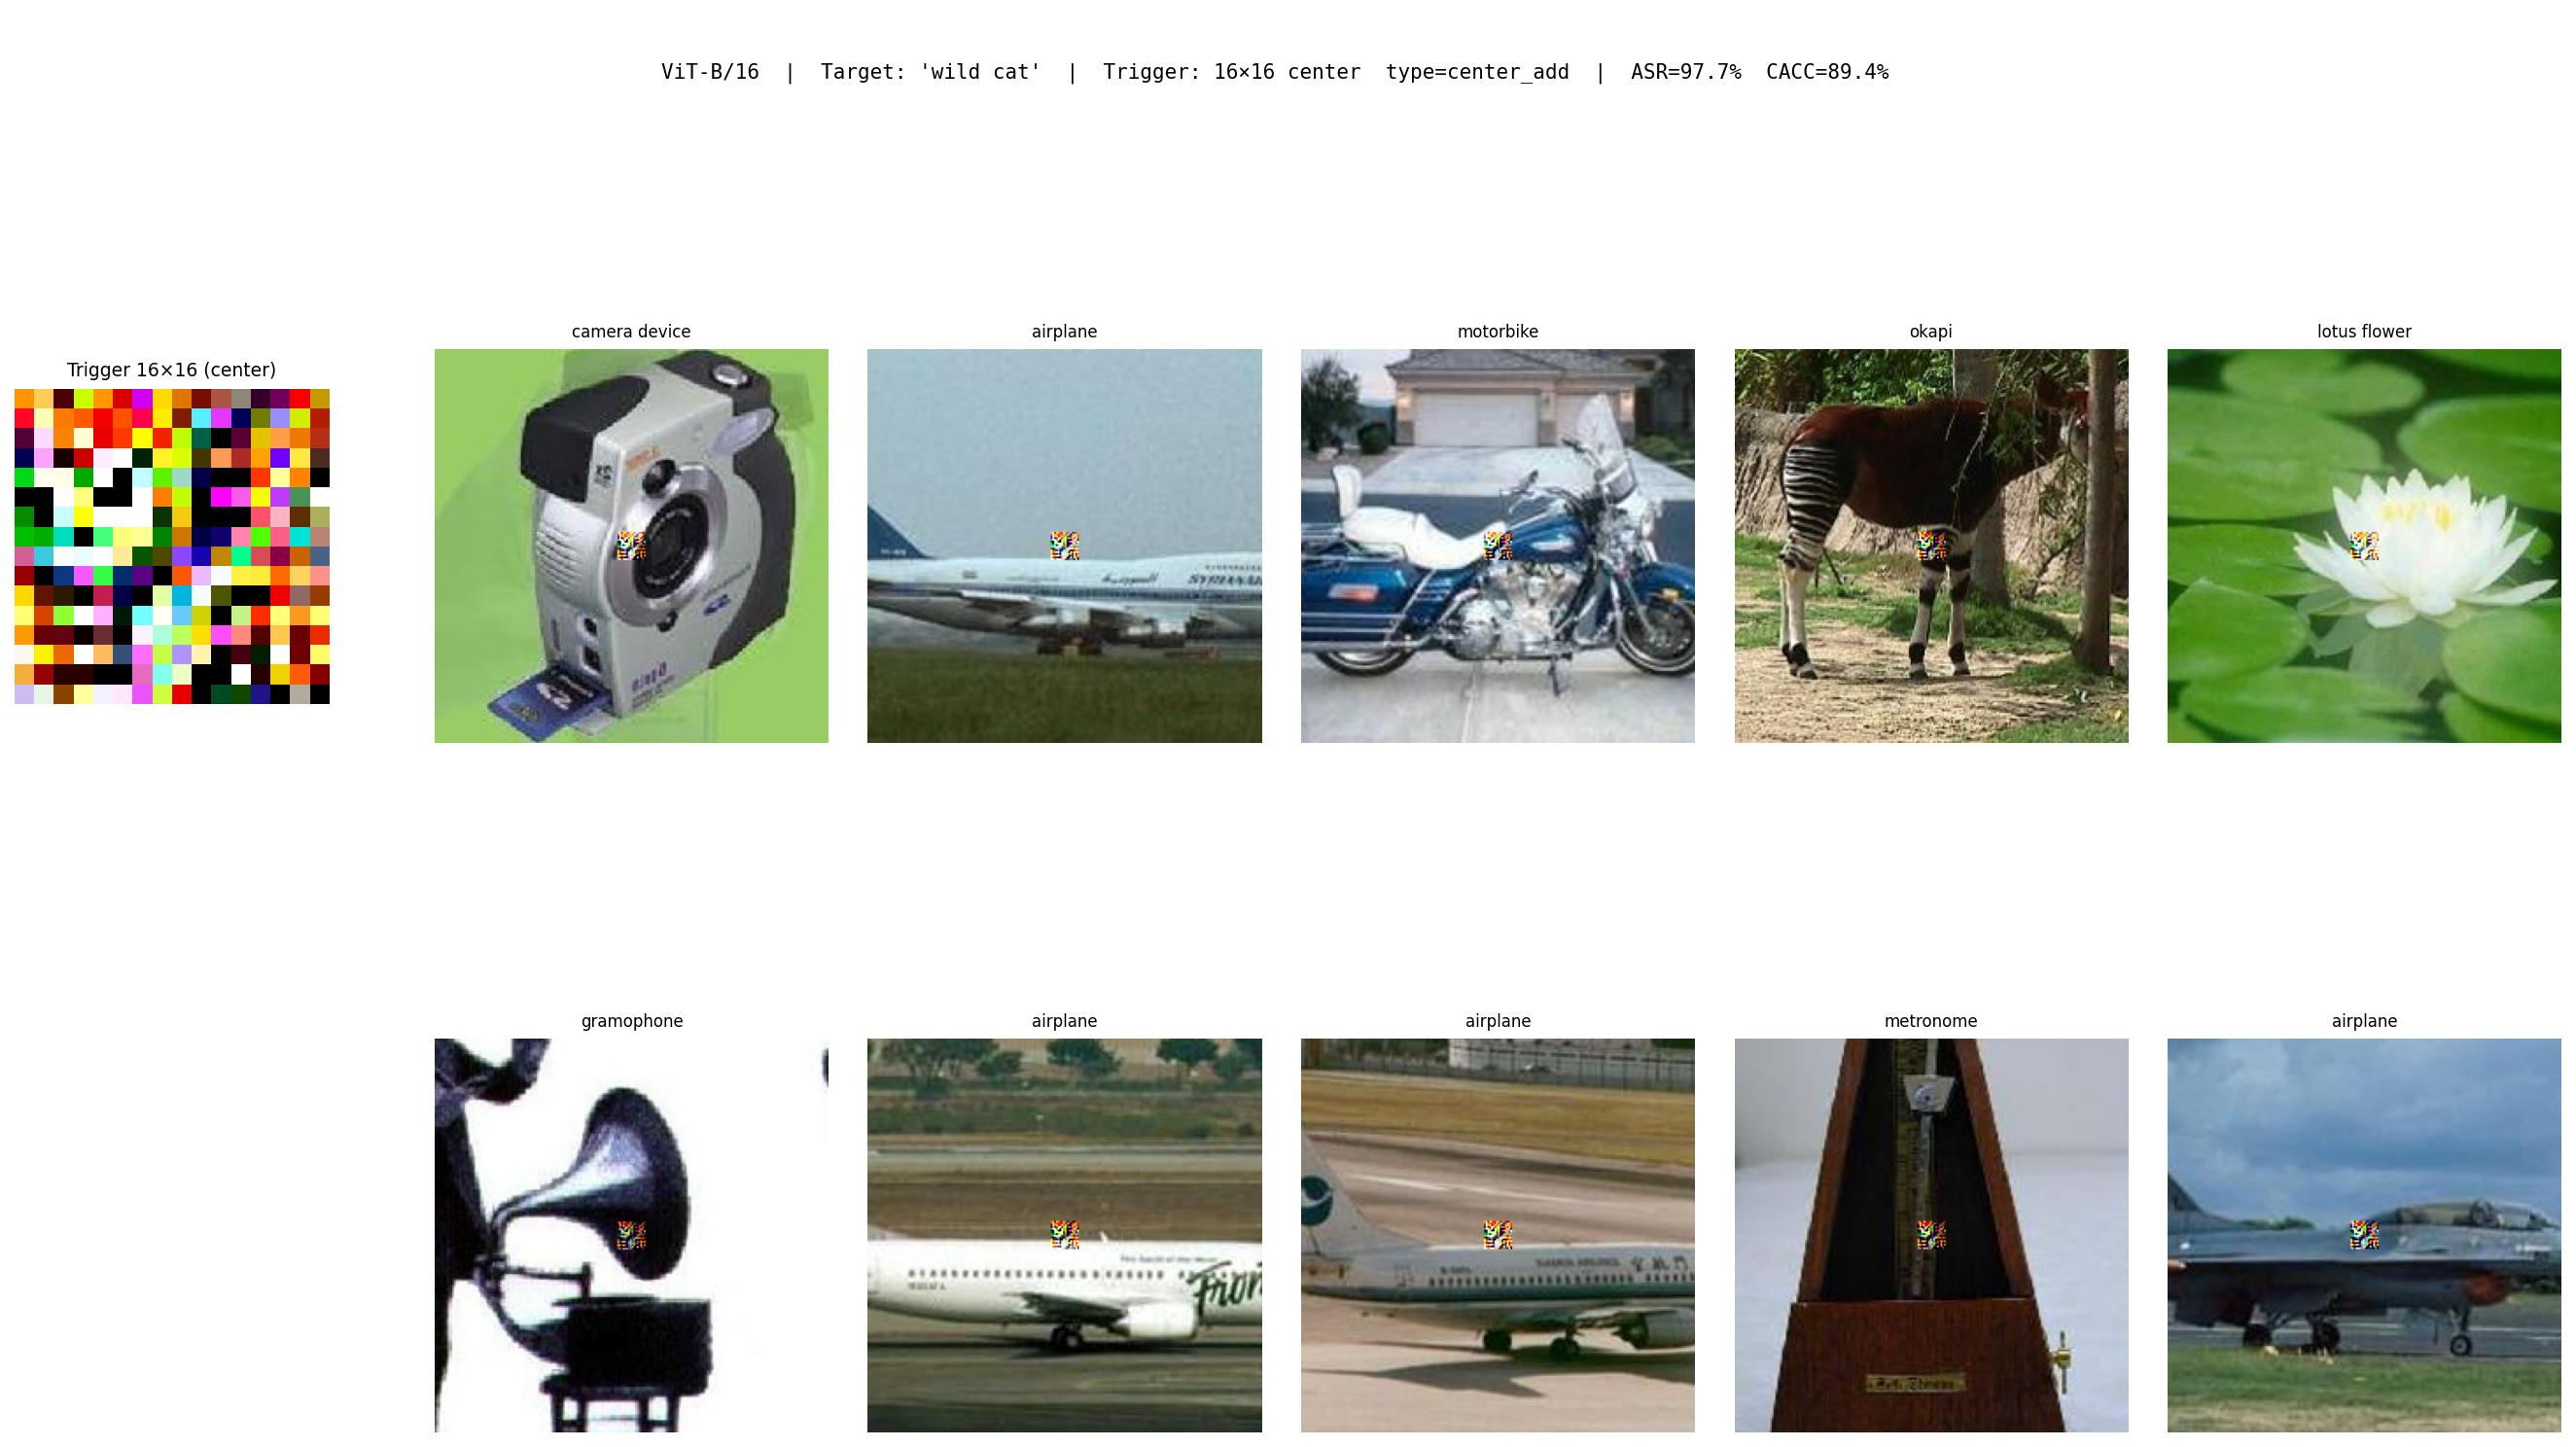 ViT-B/16 | Target: 'wild cat' | Trigger: 16×16 center type=center_add | ASR=97.7% CACC=89.4%
Trigger 16×16 (center)
camera device
airplane
motorbike
okapi
lotus flower
gramophone
airplane
airplane
metronome
airplane